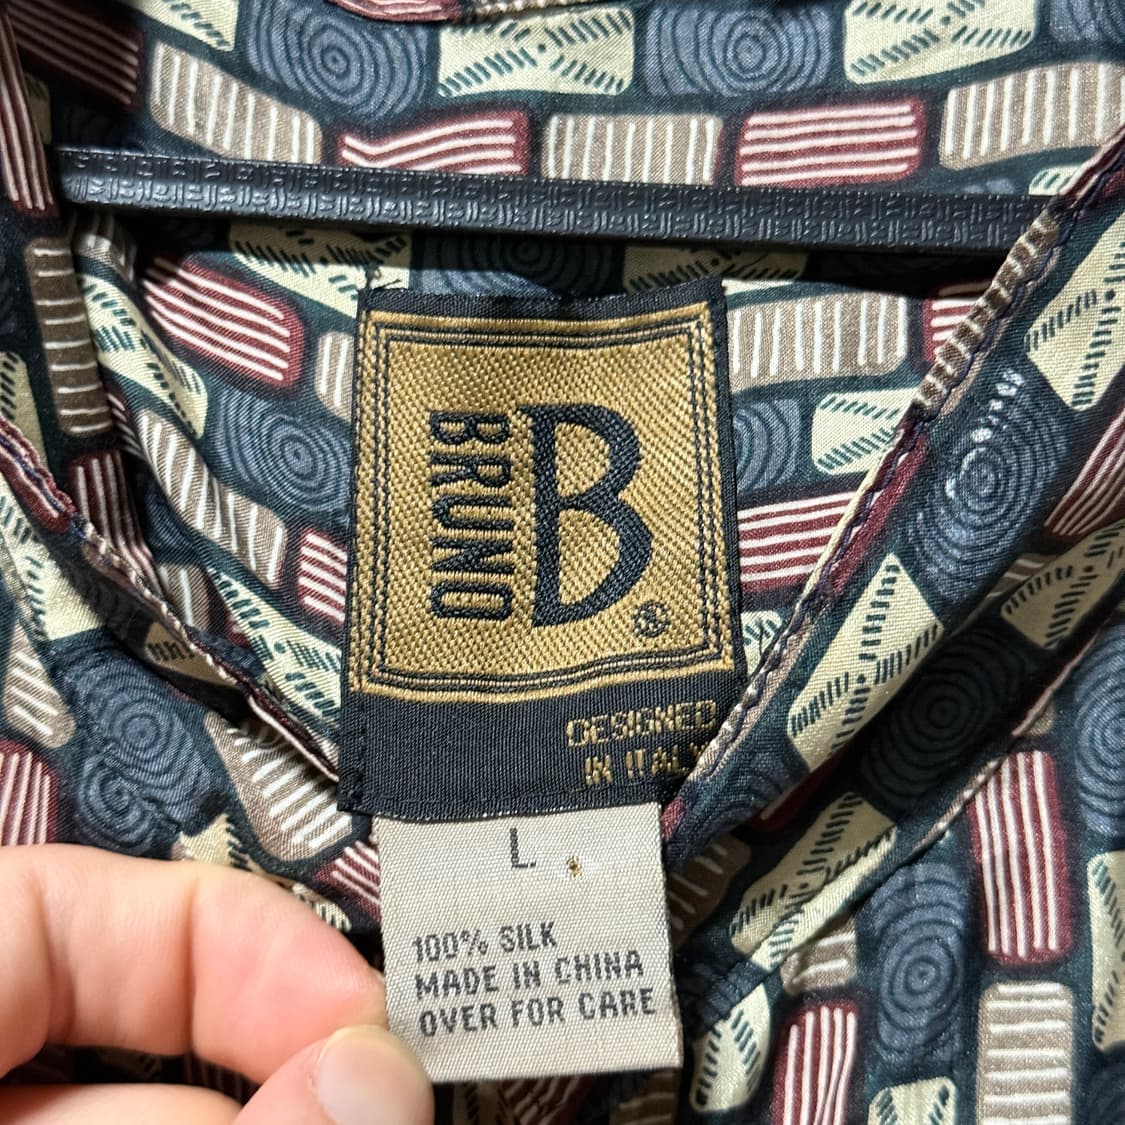 BRUNO
B®
DESIGNED
IN ITALY
L
100% SILK
MADE IN CHINA
OVER FOR CARE